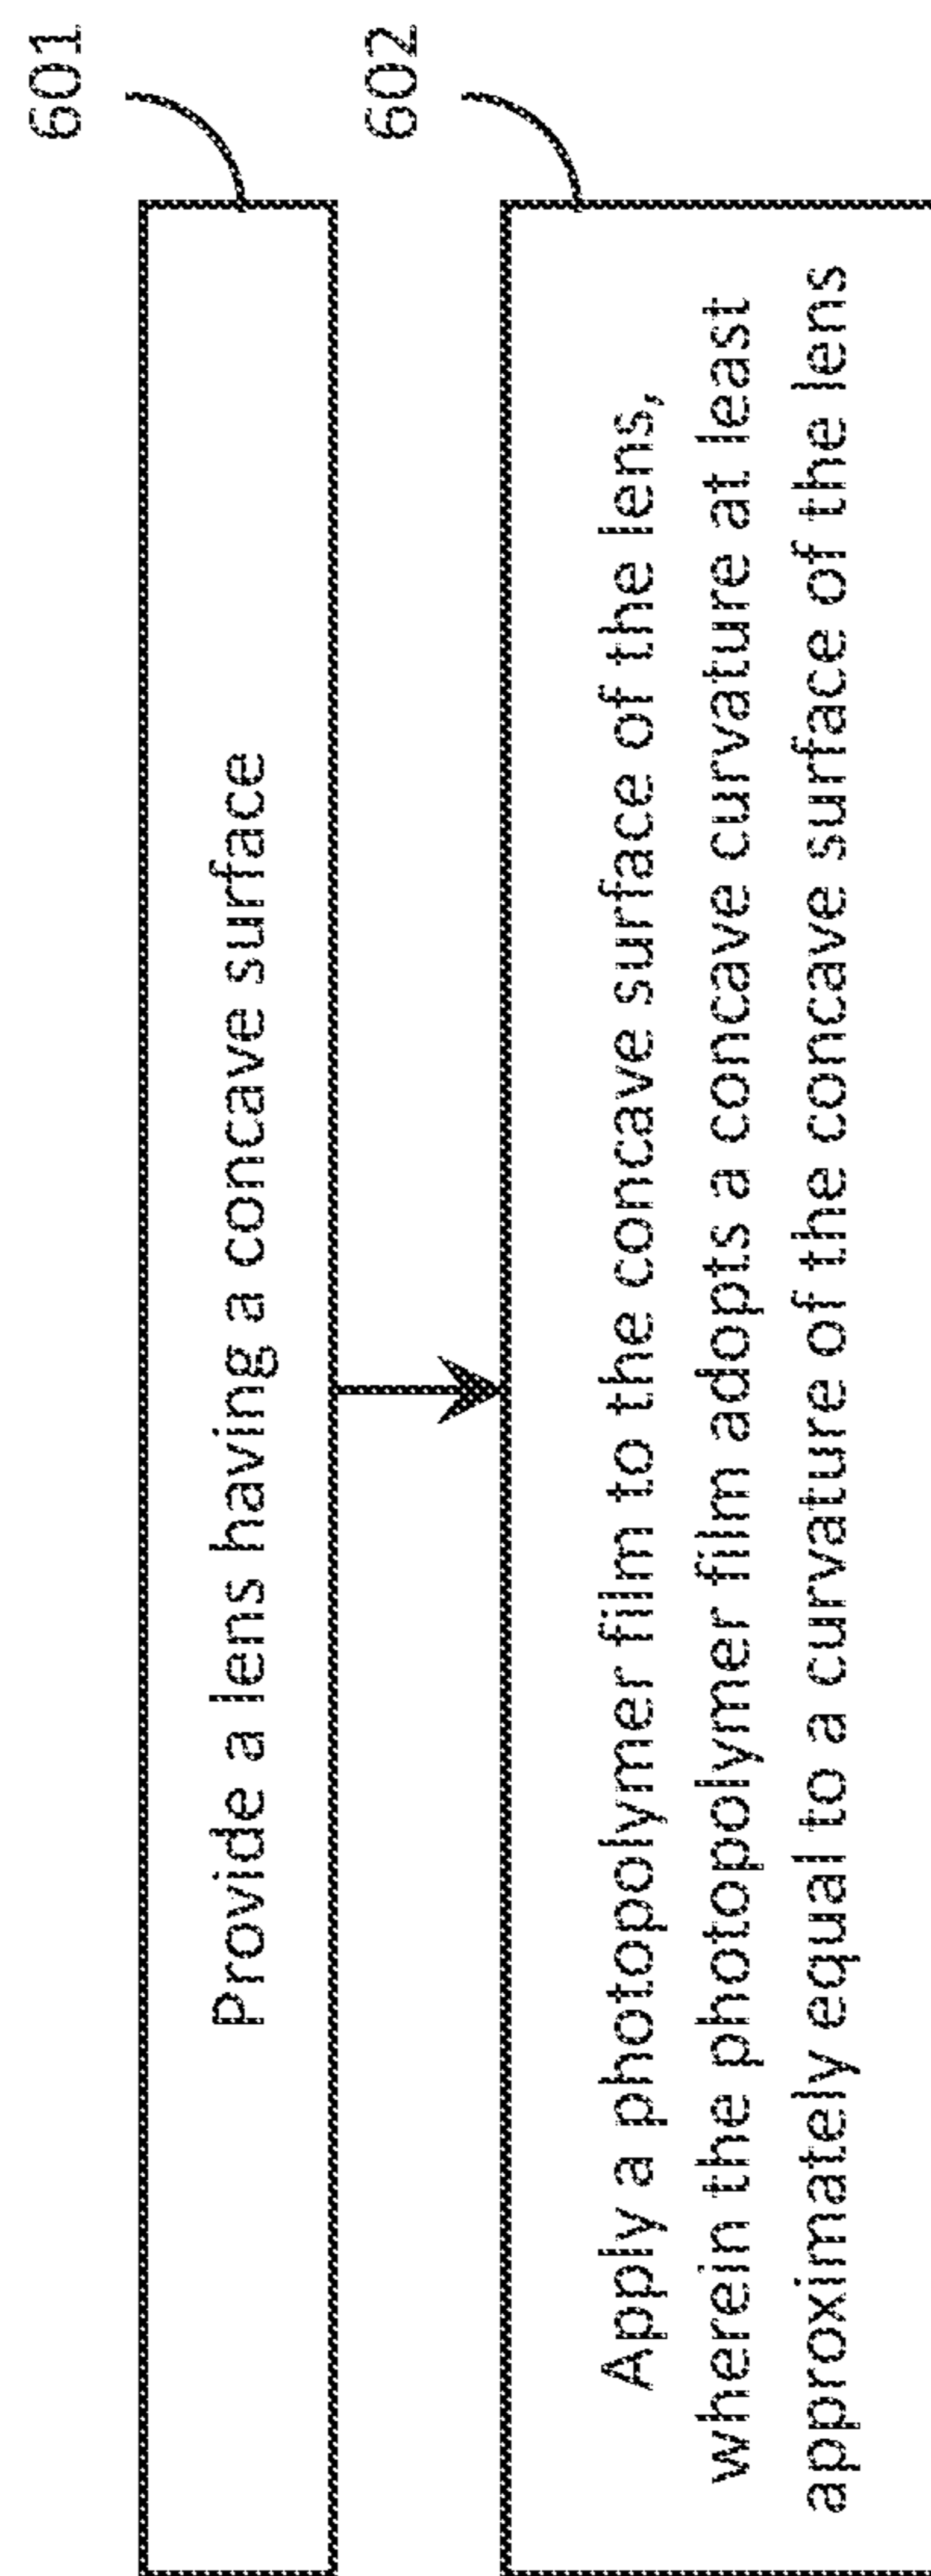 601
Provide a lens having a concave surface
602
Apply a photopolymer film to the concave surface of the lens,
wherein the photopolymer film adopts a concave curvature at least
approximately equal to a curvature of the concave surface of the lens